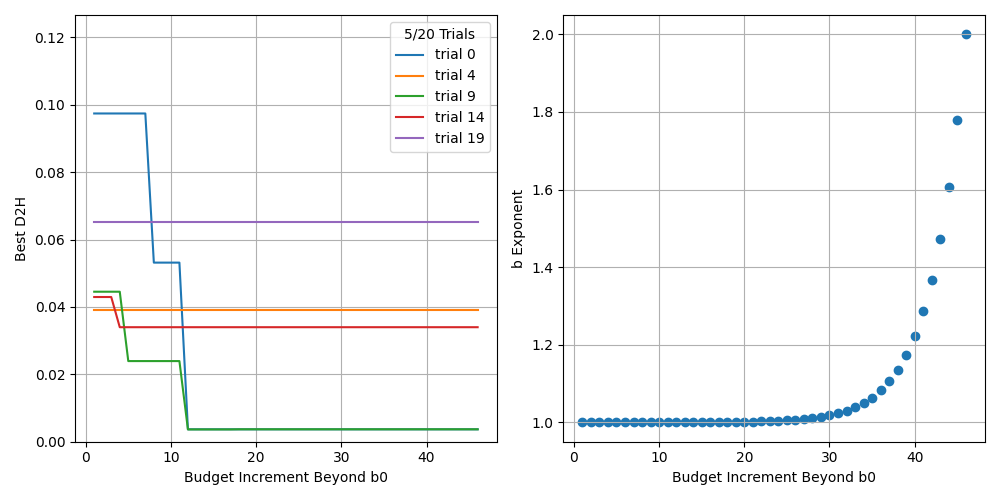 5/20 Trials
trial 0
trial 4
trial 9
trial 14
trial 19
0.12
0.10
0.08
0.06
0.04
0.02
0.00
Best D2H
0 10 20 30 40
Budget Increment Beyond b0
2.0
1.8
1.6
1.4
1.2
1.0
b Exponent
0 10 20 30 40
Budget Increment Beyond b0